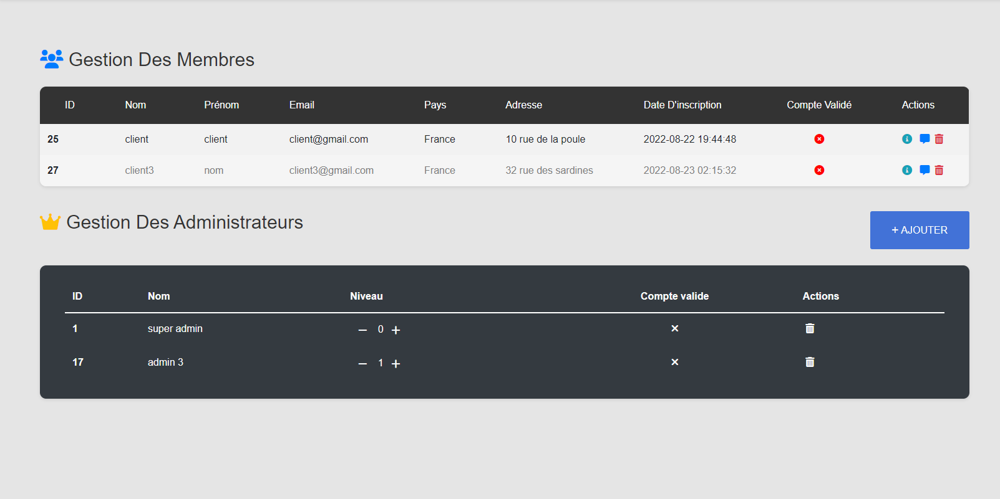 Gestion Des Membres
ID Nom Prénom Email Pays Adresse Date D'inscription Compte Validé Actions
25 client client client@gmail.com France 10 rue de la poule 2022-08-22 19:44:48
27 client3 nom client3@gmail.com France 32 rue des sardines 2022-08-23 02:15:32
Gestion Des Administrateurs
+ AJOUTER
ID Nom Niveau Compte valide Actions
1 super admin — 0 +
17 admin 3 — 1 +